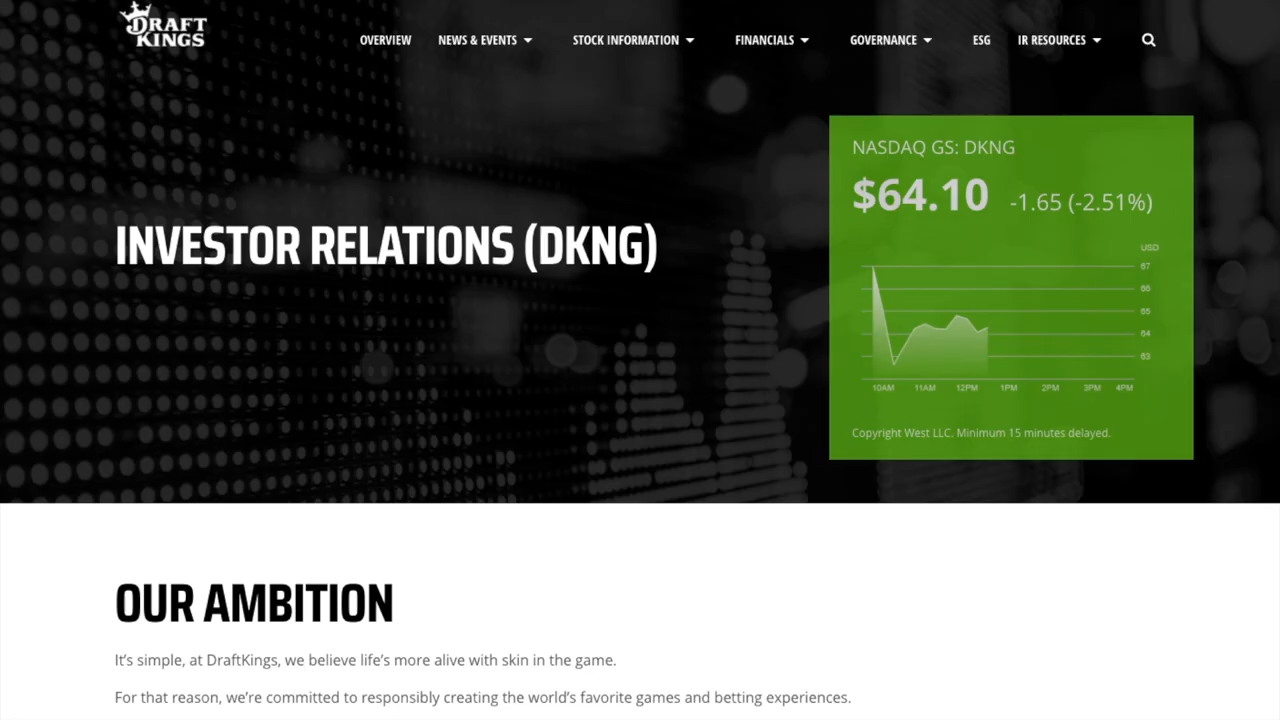 DRAFT
KINGS
OVERVIEW NEWS & EVENTS STOCK INFORMATION FINANCIALS GOVERNANCE ESG IR RESOURCES
NASDAQ GS: DKNG
$64.10 -1.65 (-2.51%)
INVESTOR RELATIONS (DKNG)
USD
67
66
65
64
63
10AM 11AM 12PM 1PM 2PM 3PM 4PM
Copyright West LLC. Minimum 15 minutes delayed.
OUR AMBITION
It’s simple, at DraftKings, we believe life’s more alive with skin in the game.
For that reason, we’re committed to responsibly creating the world’s favorite games and betting experiences.